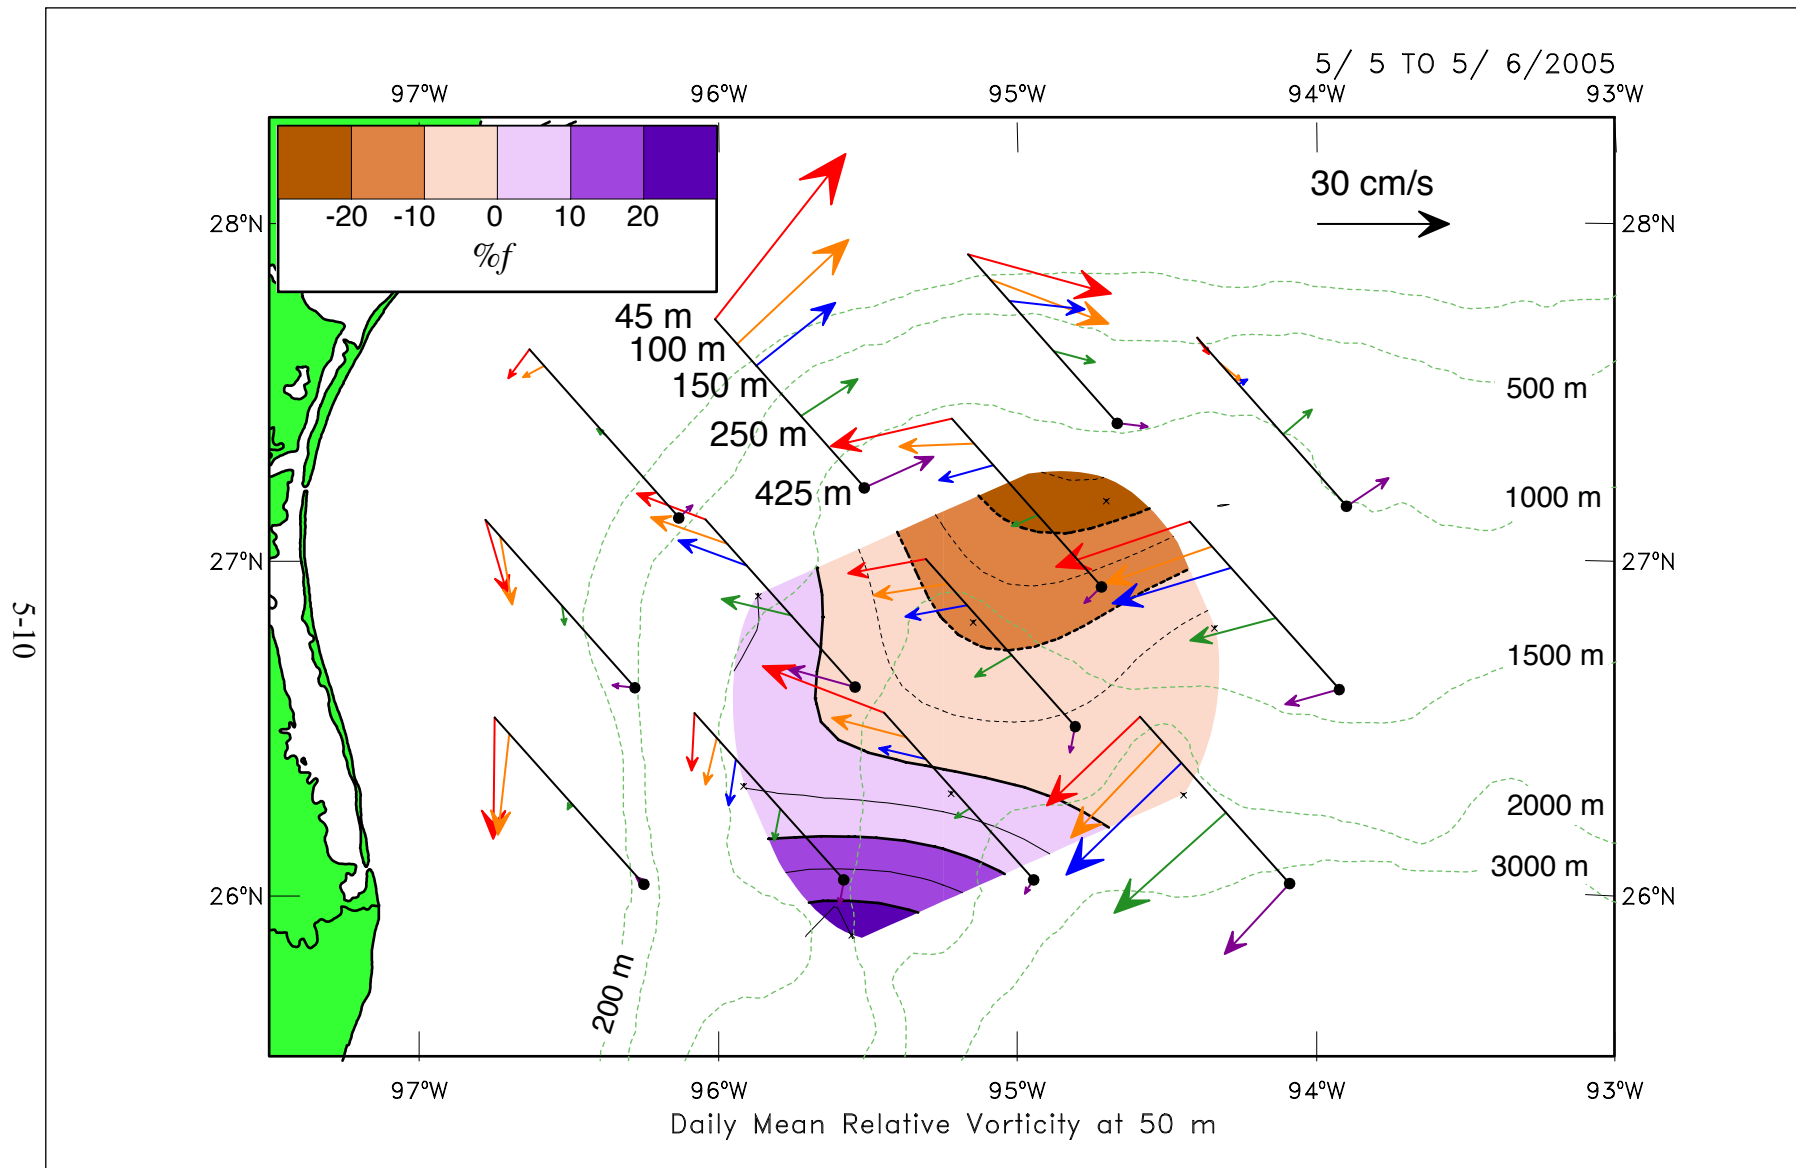 5/ 5 TO 5/ 6/2005
97°W 96°W 95°W 94°W 93°W
-20 -10 0 10 20
%f
30 cm/s
28°N 28°N
45 m
100 m
150 m
250 m
425 m
500 m
1000 m
27°N 27°N
1500 m
2000 m
3000 m
26°N 26°N
200 m
97°W 96°W 95°W 94°W 93°W
Daily Mean Relative Vorticity at 50 m
5-10